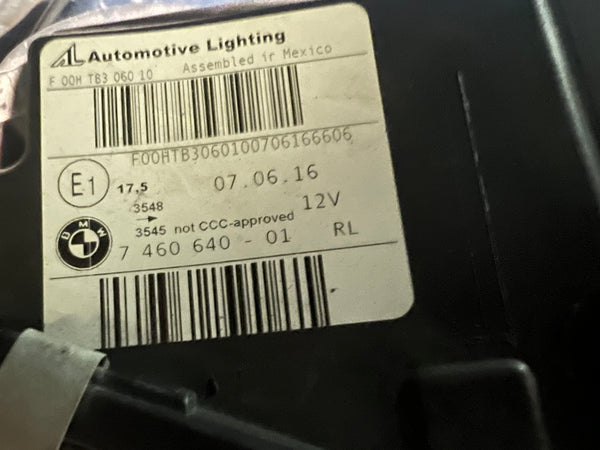 AL Automotive Lighting
F 00H TB3 060 10 Assembled in Mexico
F00HTB3060100706166606
E1 17,5 07.06.16
3548 12V
3545 not CCC-approved
BMW 7 460 640 - 01 RL